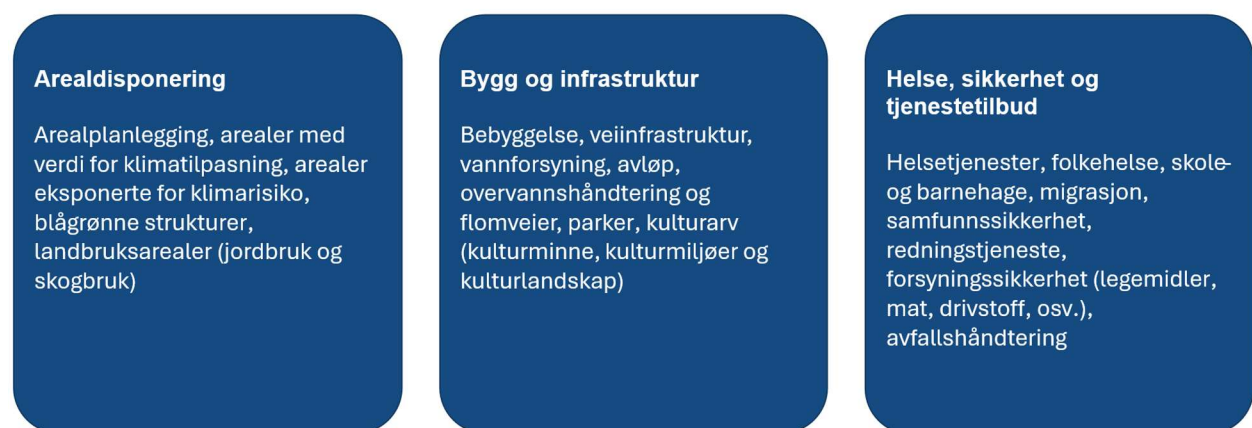 Arealdisponering
Arealplanlegging, arealer med
verdi for klimatilpasning, arealer
eksponerte for klimarisiko,
blågrønne strukturer,
landbruksarealer (jordbruk og
skogbruk)
Bygg og infrastruktur
Bebyggelse, veiinfrastruktur,
vannforsyning, avløp,
overvannshåndtering og
flomveier, parker, kulturarv
(kulturminne, kulturmiljøer og
kulturlandskap)
Helse, sikkerhet og
tjenestetilbud
Helsetjenester, folkehelse, skole-
og barnehage, migrasjon,
samfunnssikkerhet,
redningstjeneste,
forsyningssikkerhet (legemidler,
mat, drivstoff, osv.),
avfallshåndtering